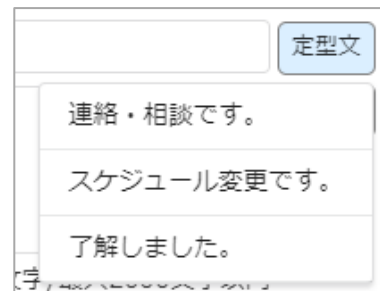 定型文
連絡・相談です。
スケジュール変更です。
了解しました。